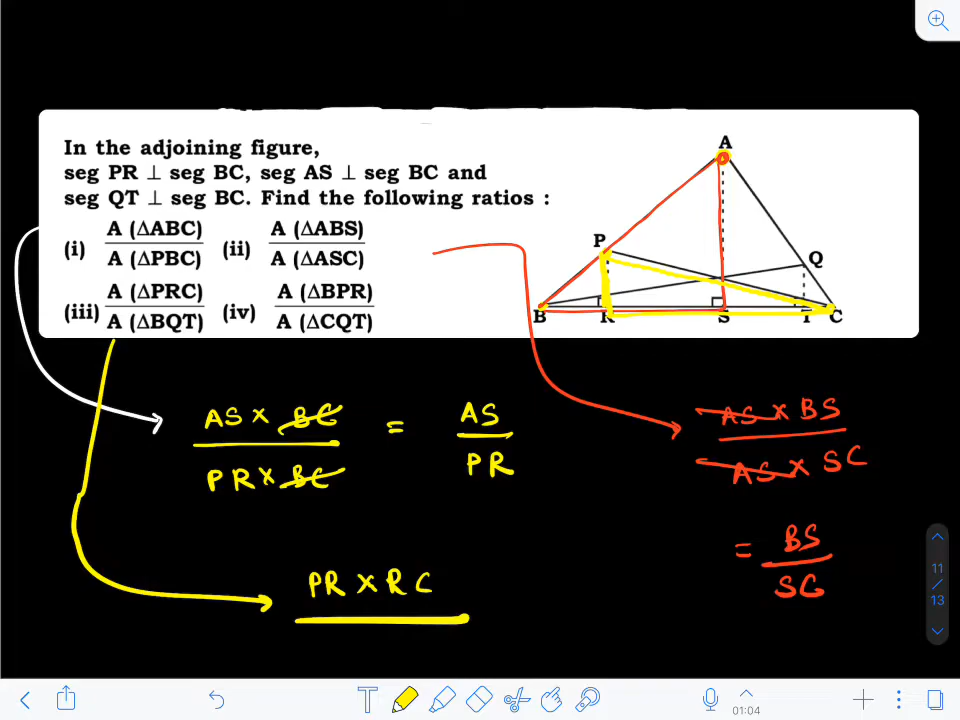 In the adjoining figure,
seg PR ⊥ seg BC, seg AS ⊥ seg BC and
seg QT ⊥ seg BC. Find the following ratios :
(i) A (ΔABC) / A (ΔPBC) (ii) A (ΔABS) / A (ΔASC)
(iii) A (ΔPRC) / A (ΔBQT) (iv) A (ΔBPR) / A (ΔCQT)
A
P
Q
B R S T C
AS × BC / PR × BC = AS / PR
AS × BS / AS × SC
= BS / SC
PR × RC
11
/
13
T
01:04